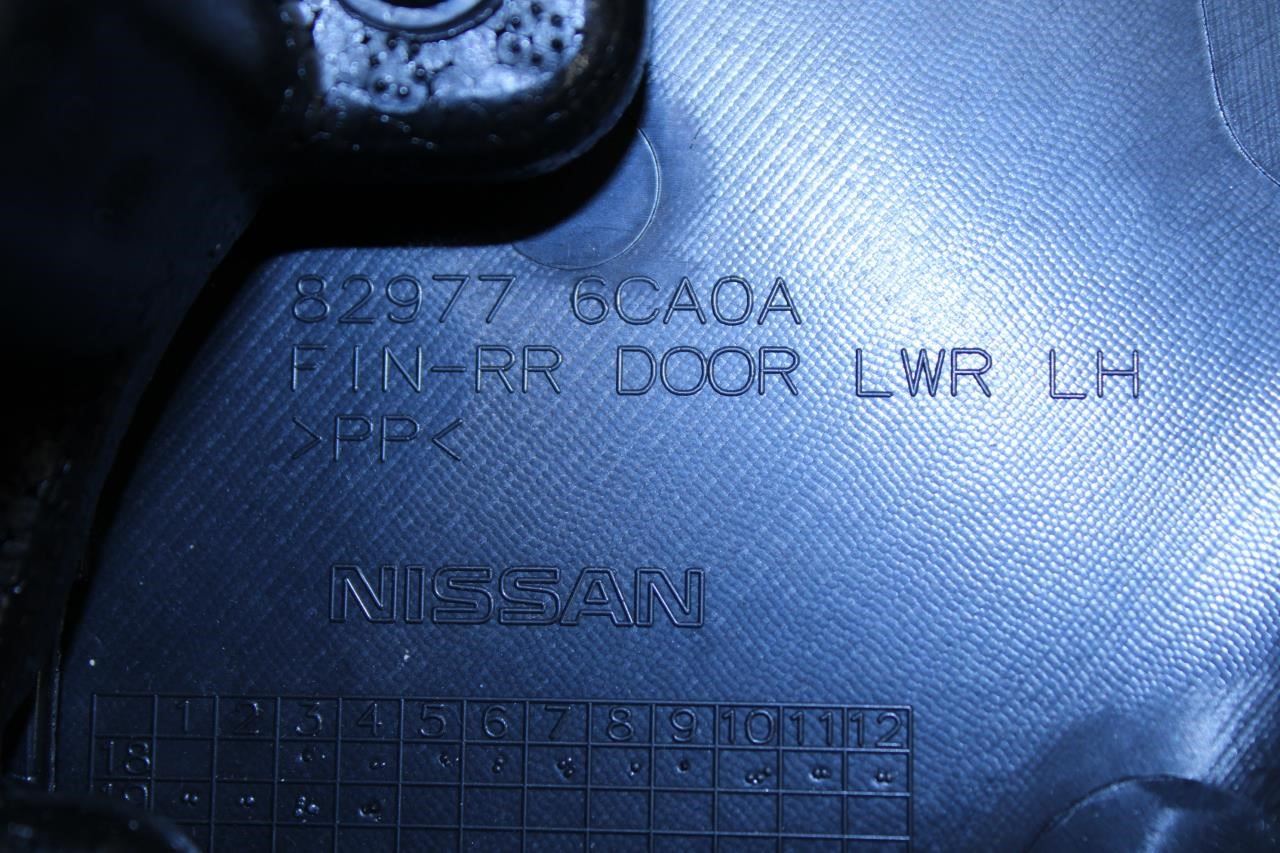 82977 6CA0A
FIN-RR DOOR LWR LH
>PP<
NISSAN
1 2 3 4 5 6 7 8 9 10 11 12
18
19